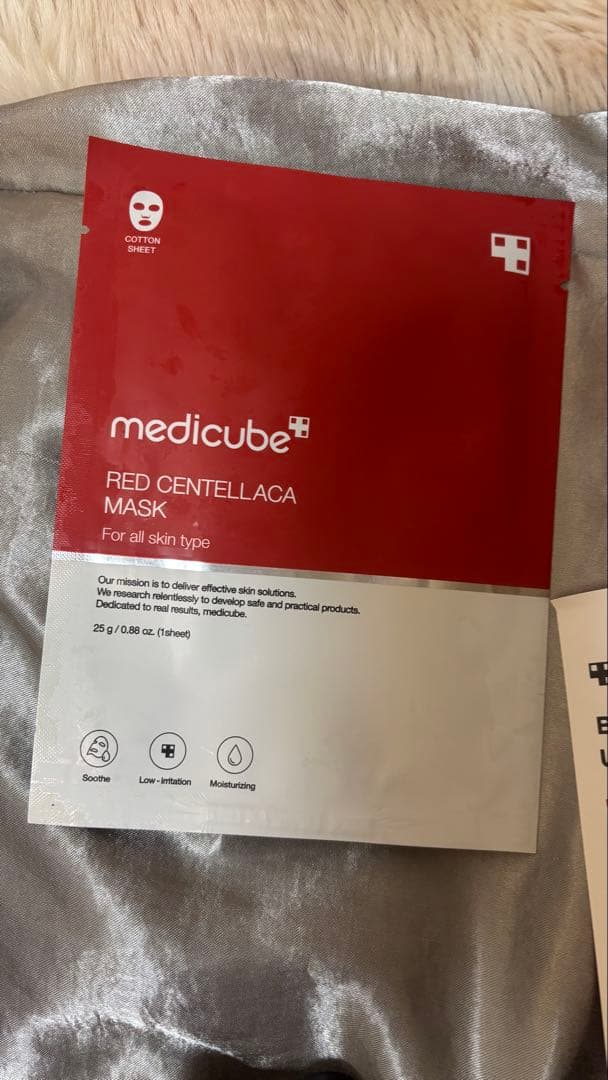 COTTON
SHEET
medicube
RED CENTELLACA
MASK
For all skin type
Our mission is to deliver effective skin solutions.
We research relentlessly to develop safe and practical products.
Dedicated to real results, medicube.
25 g / 0.88 oz. (1sheet)
Soothe
Low-Irritation
Moisturizing